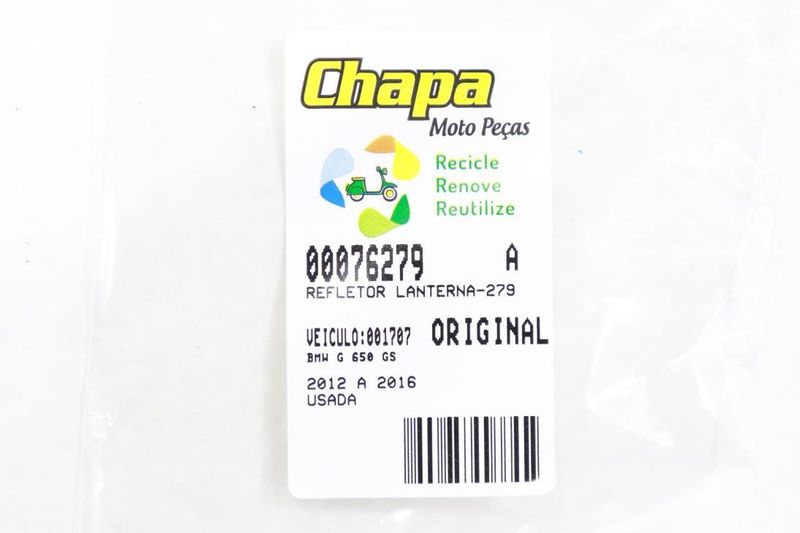 Chapa
Moto Peças
Recicle
Renove
Reutilize
00076279 A
REFLETOR LANTERNA-279
VEICULO:001707 ORIGINAL
BMW G 650 GS
2012 A 2016
USADA